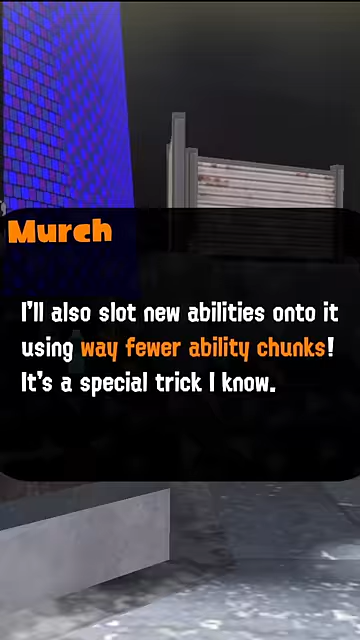 Murch
I'll also slot new abilities onto it
using way fewer ability chunks!
It's a special trick I know.